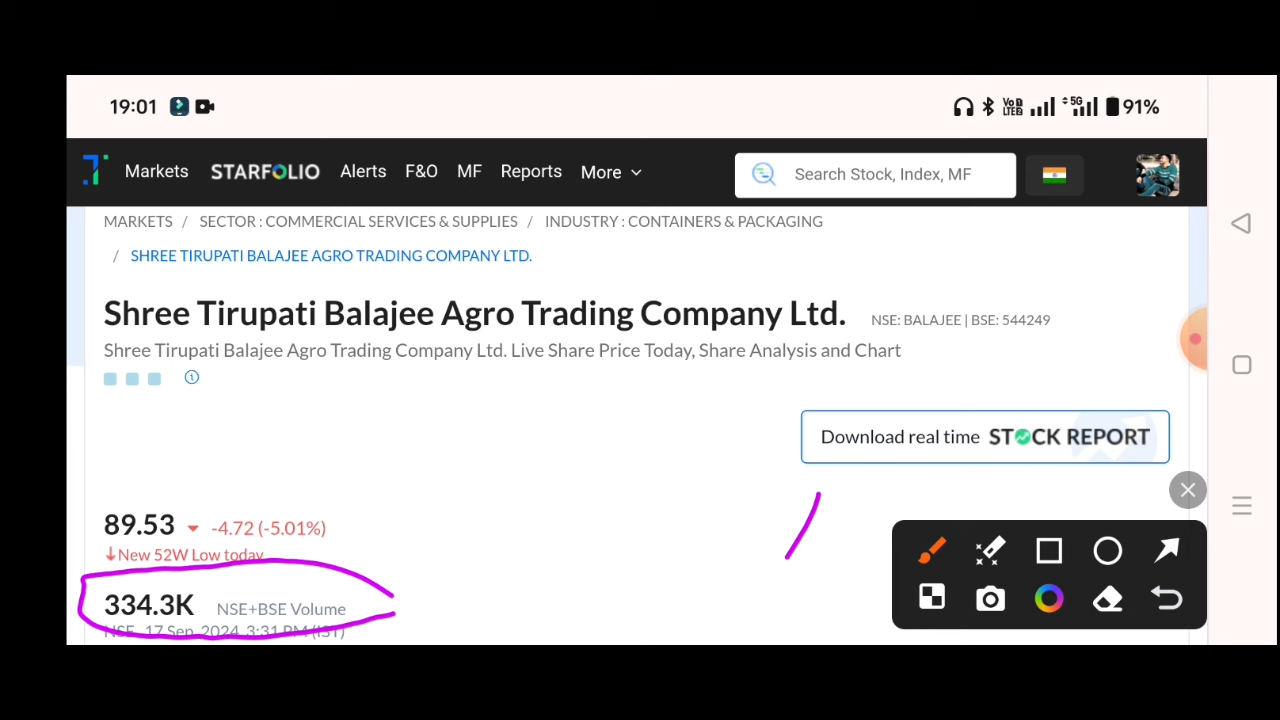 19:01 VoD LTE2 5G 91%
Markets STARFOLIO Alerts F&O MF Reports More Search Stock, Index, MF
MARKETS / SECTOR : COMMERCIAL SERVICES & SUPPLIES / INDUSTRY : CONTAINERS & PACKAGING
/ SHREE TIRUPATI BALAJEE AGRO TRADING COMPANY LTD.
Shree Tirupati Balajee Agro Trading Company Ltd. NSE: BALAJEE | BSE: 544249
Shree Tirupati Balajee Agro Trading Company Ltd. Live Share Price Today, Share Analysis and Chart
Download real time STOCK REPORT
89.53 -4.72 (-5.01%)
New 52W Low today
334.3K NSE+BSE Volume
NSE 17 Sep, 2024, 3:31 PM (IST)